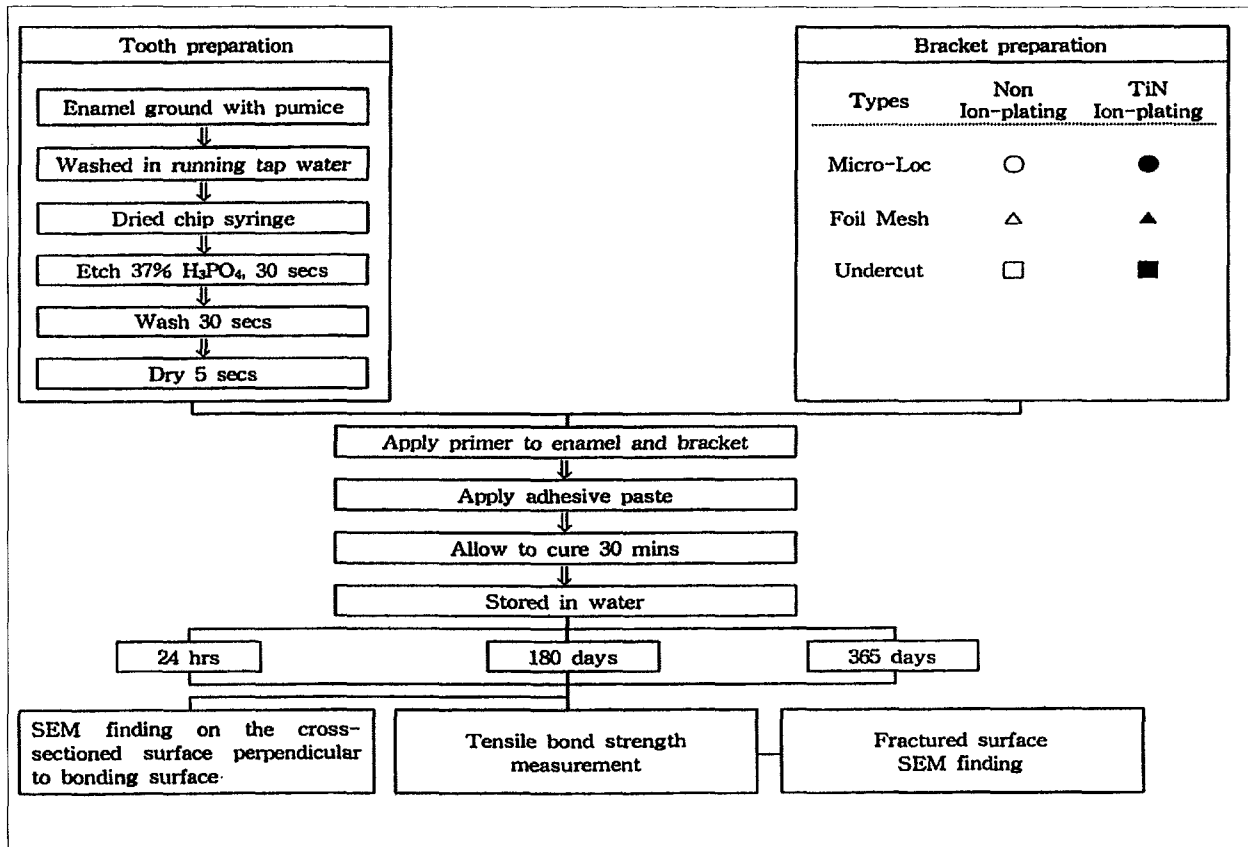 Tooth preparation
Enamel ground with pumice
Washed in running tap water
Dried chip syringe
Etch 37% H₃PO₄, 30 secs
Wash 30 secs
Dry 5 secs
Bracket preparation
Types
Non
Ion-plating
TiN
Ion-plating
Micro-Loc
Foil Mesh
Undercut
Apply primer to enamel and bracket
Apply adhesive paste
Allow to cure 30 mins
Stored in water
24 hrs
180 days
365 days
SEM finding on the cross-
sectioned surface perpendicular
to bonding surface
Tensile bond strength
measurement
Fractured surface
SEM finding